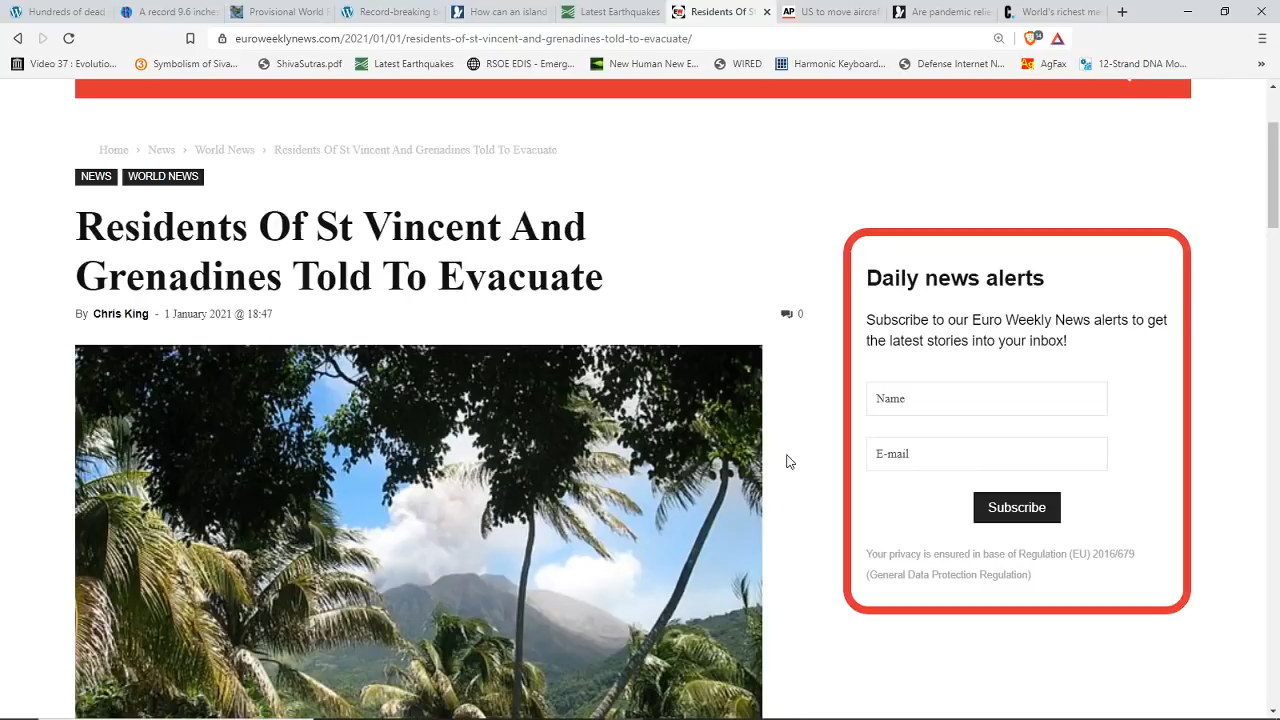 Hundreds of dead
A record 9.6 inches
Provisional World F
Record-breaking b
How can an island
Latest Earthquakes
Residents Of St
US to move aircraf
Are pandemic relie
World's richest me
euroweeklynews.com/2021/01/01/residents-of-st-vincent-and-grenadines-told-to-evacuate/
Video 37 : Evolutio...
Symbolism of Siva...
ShivaSutras.pdf
Latest Earthquakes
RSOE EDIS - Emerg...
New Human New E...
WIRED
Harmonic Keyboard...
Defense Internet N...
AgFax
12-Strand DNA Mo...
Home › News › World News › Residents Of St Vincent And Grenadines Told To Evacuate
NEWS WORLD NEWS
Residents Of St Vincent And
Grenadines Told To Evacuate
By Chris King - 1 January 2021 @ 18:47
0
Daily news alerts
Subscribe to our Euro Weekly News alerts to get
the latest stories into your inbox!
Name
E-mail
Subscribe
Your privacy is ensured in base of Regulation (EU) 2016/679
(General Data Protection Regulation)